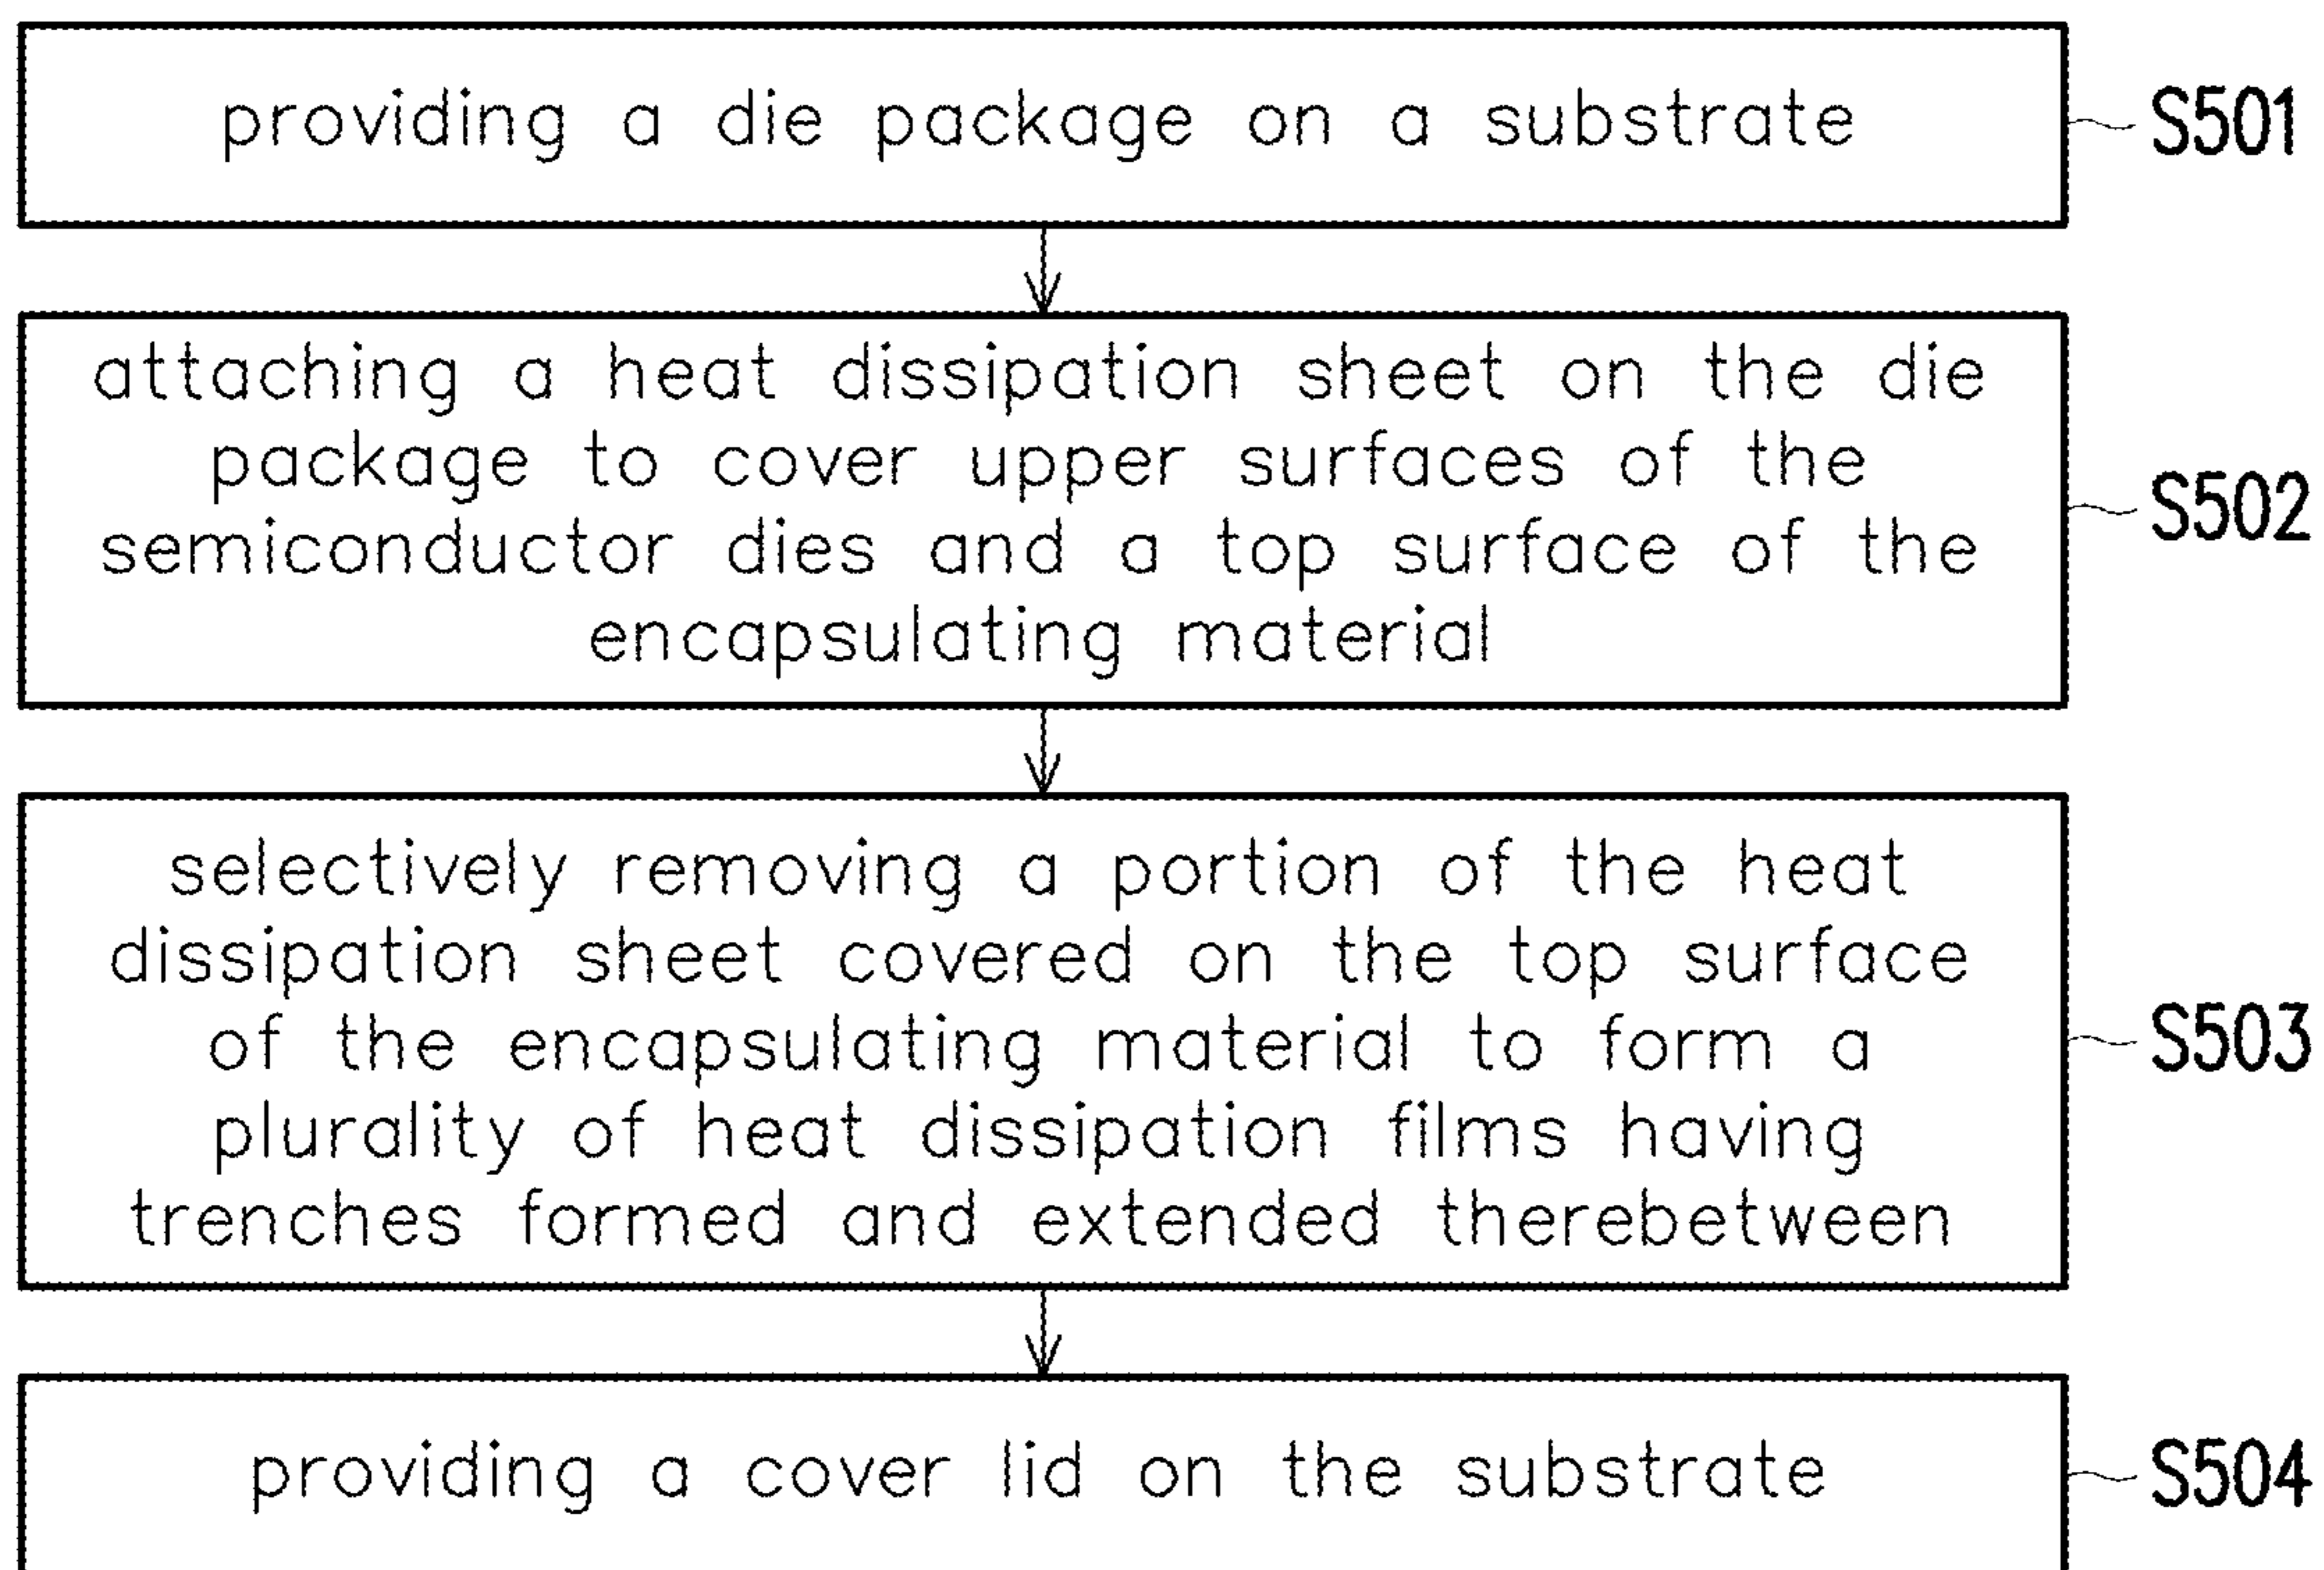 providing a die package on a substrate
S501
attaching a heat dissipation sheet on the die
package to cover upper surfaces of the
semiconductor dies and a top surface of the
encapsulating material
S502
selectively removing a portion of the heat
dissipation sheet covered on the top surface
of the encapsulating material to form a
plurality of heat dissipation films having
trenches formed and extended therebetween
S503
providing a cover lid on the substrate
S504